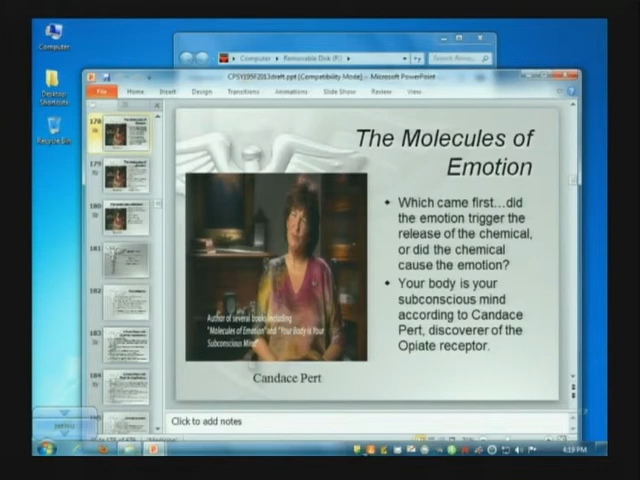 Computer
Desktop
Shortcuts
Recycle Bin
Computer
Removable Disk (F:)
CPSY195F2013draft.ppt [Compatibility Mode] - Microsoft PowerPoint
File
Home
Insert
Design
Transitions
Animations
Slide Show
Review
View
178
179
180
181
182
183
184
The Molecules of
Emotion
Author of several books including
"Molecules of Emotion" and "Your Body is Your
Subconscious Mind"
Candace Pert
• Which came first…did
the emotion trigger the
release of the chemical,
or did the chemical
cause the emotion?
• Your body is your
subconscious mind
according to Candace
Pert, discoverer of the
Opiate receptor.
Click to add notes
MENU
4:19 PM